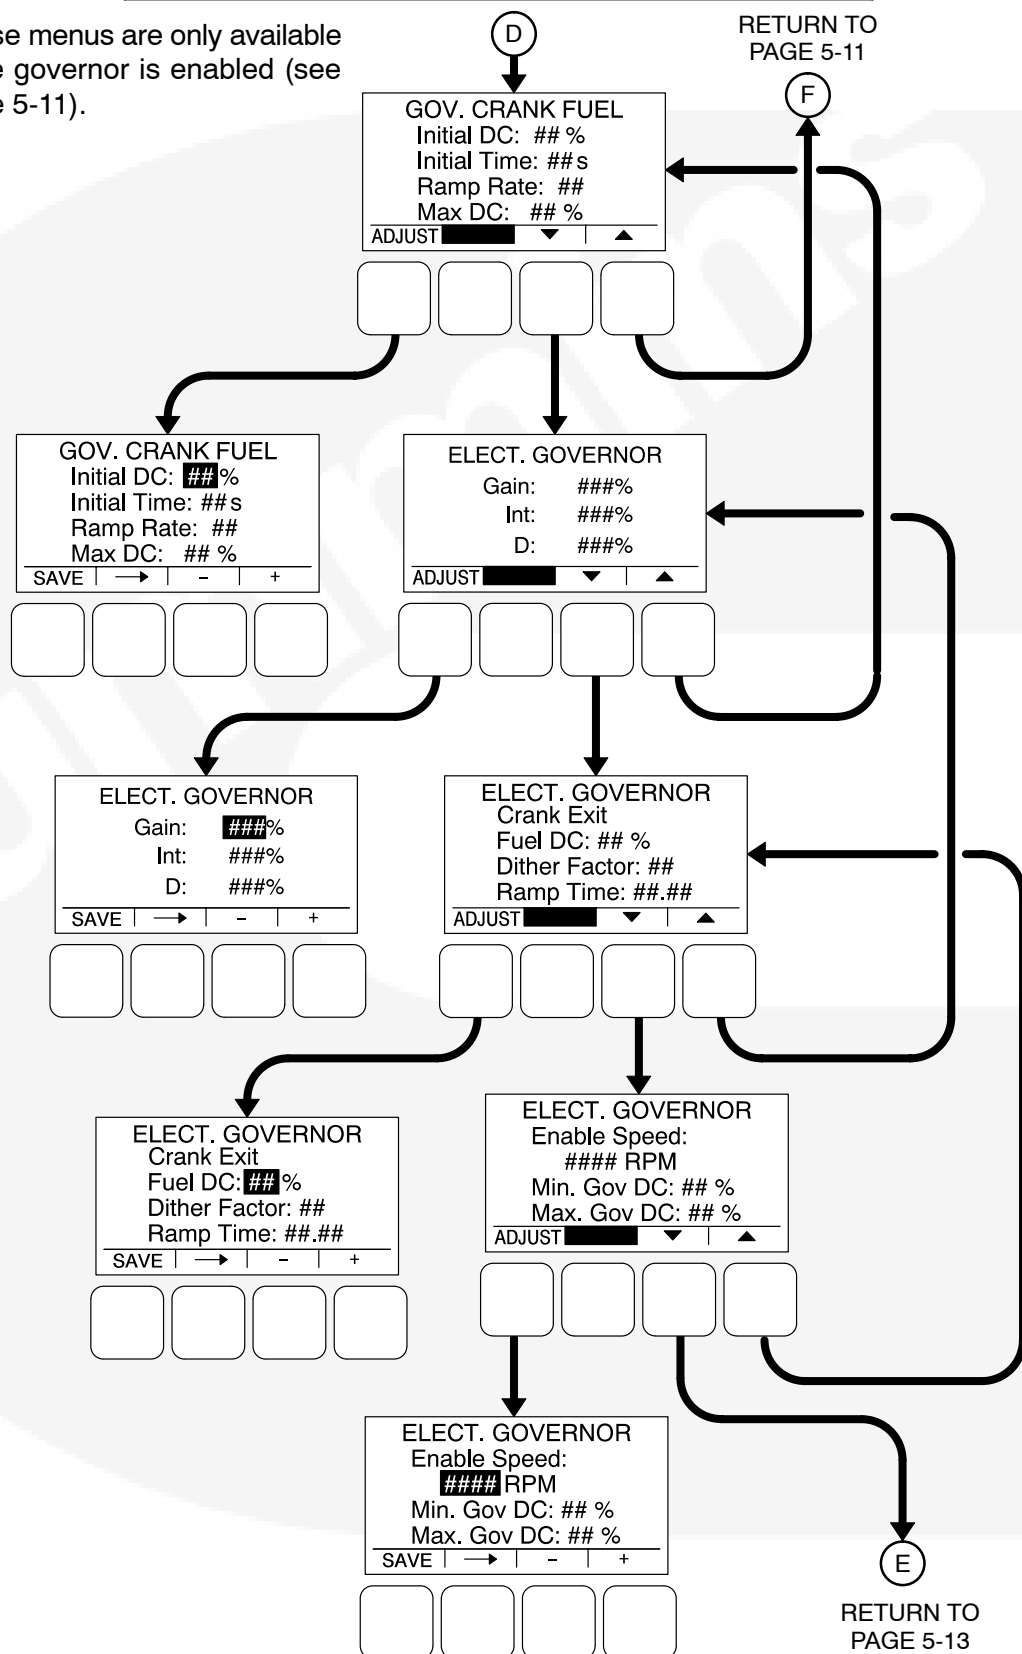 se menus are only available
e governor is enabled (see
e 5-11).
D
RETURN TO
PAGE 5-11
F
GOV. CRANK FUEL
Initial DC: ## %
Initial Time: ##s
Ramp Rate: ##
Max DC: ## %
ADJUST ▼ ▲
GOV. CRANK FUEL
Initial DC: ## %
Initial Time: ##s
Ramp Rate: ##
Max DC: ## %
SAVE → - +
ELECT. GOVERNOR
Gain: ###%
Int: ###%
D: ###%
ADJUST ▼ ▲
ELECT. GOVERNOR
Gain: ###%
Int: ###%
D: ###%
SAVE → - +
ELECT. GOVERNOR
Crank Exit
Fuel DC: ## %
Dither Factor: ##
Ramp Time: ##.##
ADJUST ▼ ▲
ELECT. GOVERNOR
Crank Exit
Fuel DC: ## %
Dither Factor: ##
Ramp Time: ##.##
SAVE → - +
ELECT. GOVERNOR
Enable Speed:
#### RPM
Min. Gov DC: ## %
Max. Gov DC: ## %
ADJUST ▼ ▲
ELECT. GOVERNOR
Enable Speed:
#### RPM
Min. Gov DC: ## %
Max. Gov DC: ## %
SAVE → - +
E
RETURN TO
PAGE 5-13